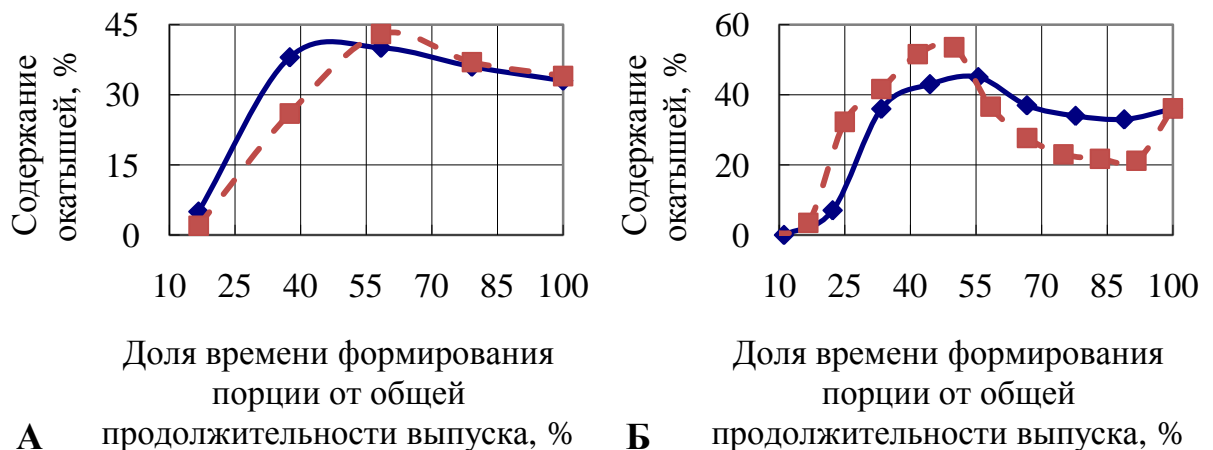 Содержание
окатышей, %
45
30
15
0
10 25 40 55 70 85 100
Доля времени формирования
порции от общей
продолжительности выпуска, %
А
Содержание
окатышей, %
60
40
20
0
10 25 40 55 70 85 100
Доля времени формирования
порции от общей
продолжительности выпуска, %
Б